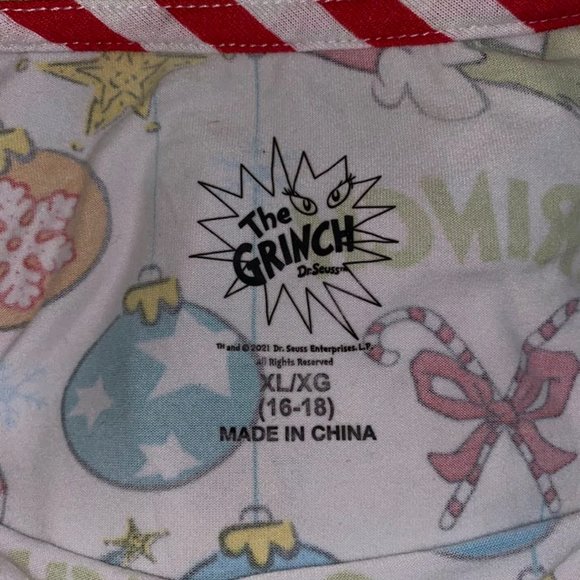 The
GRINCH
Dr. Seuss™
™ and © 2021 Dr. Seuss Enterprises, L.P.
All Rights Reserved
XL/XG
(16-18)
MADE IN CHINA